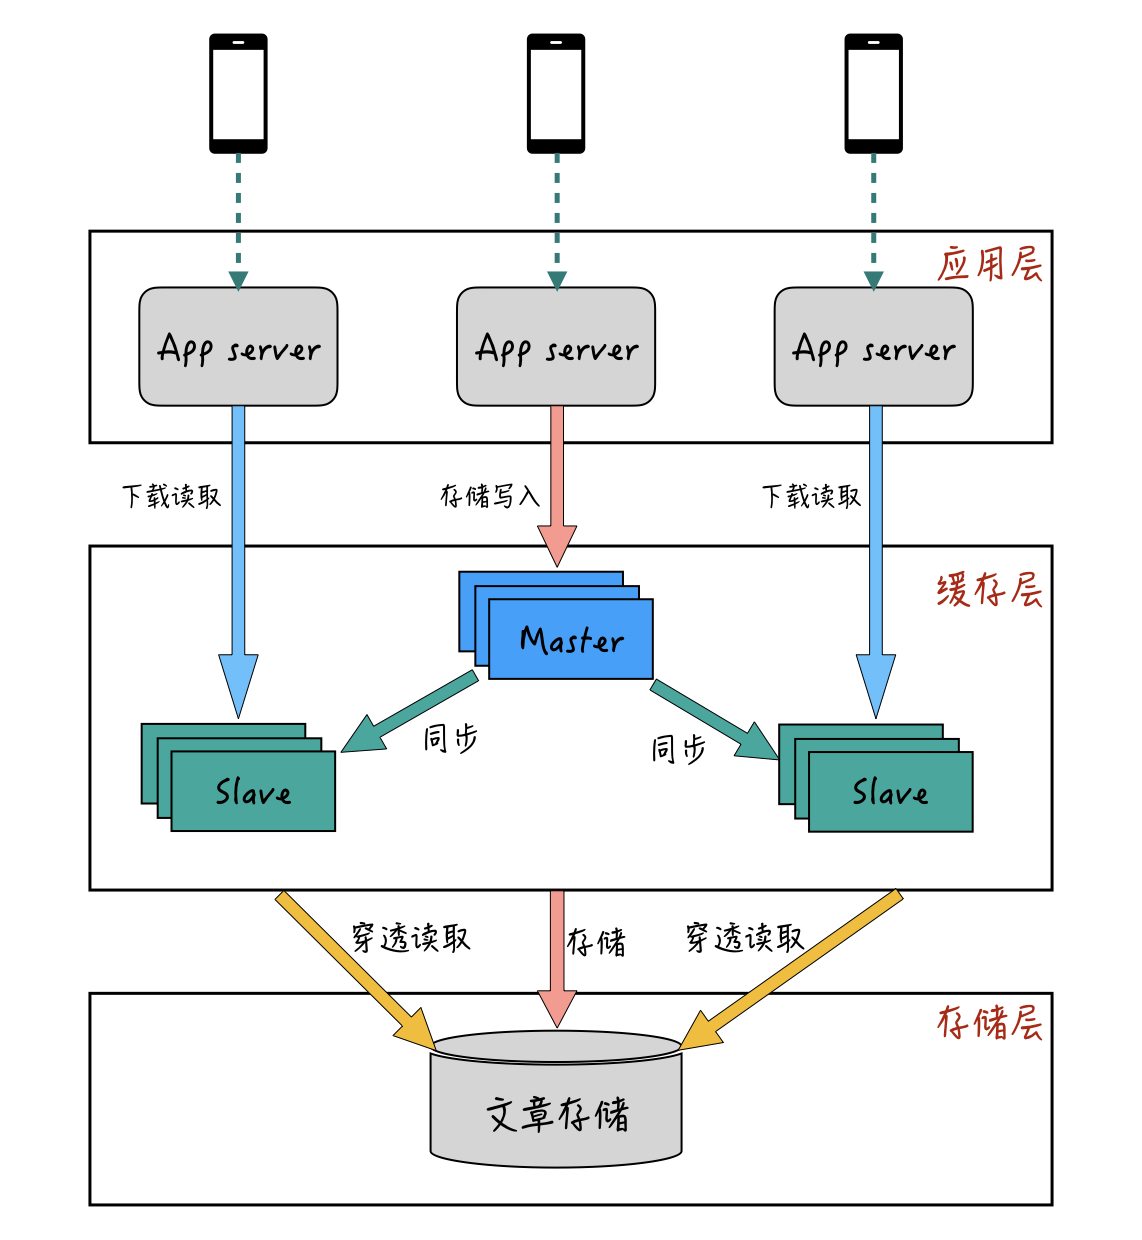 应用层
App server
App server
App server
下载读取
存储写入
下载读取
缓存层
Master
同步
同步
Slave
Slave
穿透读取
存储
穿透读取
存储层
文章存储